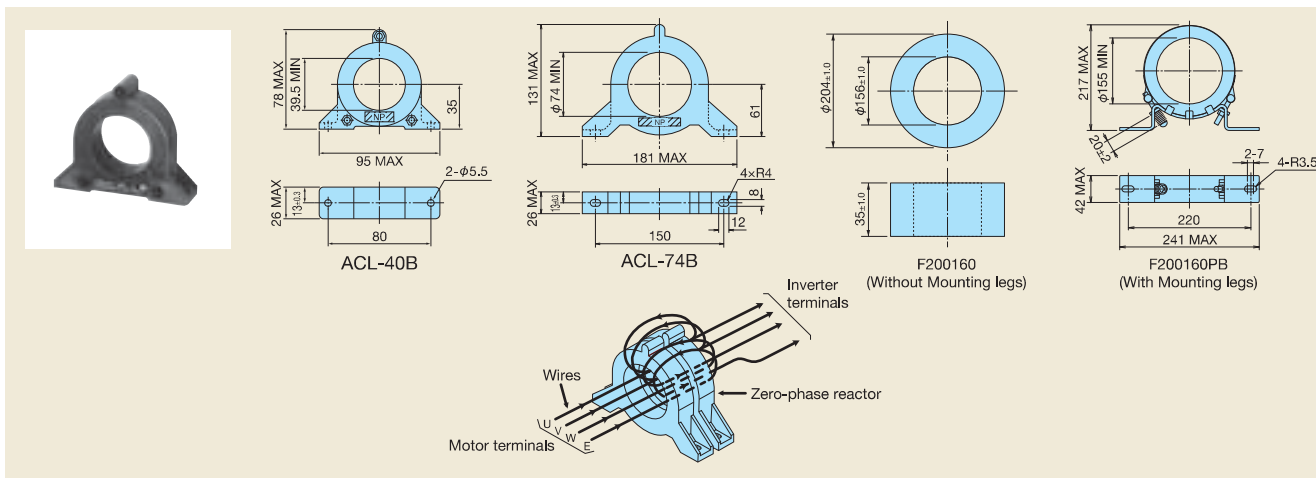 78 MAX
39.5 MIN
35
NP
95 MAX
26 MAX
13±0.3
2-φ5.5
80
ACL-40B
131 MAX
φ74 MIN
61
NP
181 MAX
26 MAX
13±0.3
4×R4
8
12
150
ACL-74B
φ204±1.0
φ156±1.0
35±1.0
F200160
(Without Mounting legs)
217 MAX
φ155 MIN
20±2
2-7
4-R3.5
42 MAX
220
241 MAX
F200160PB
(With Mounting legs)
Inverter
terminals
Wires
Zero-phase reactor
U
V
W
E
Motor terminals